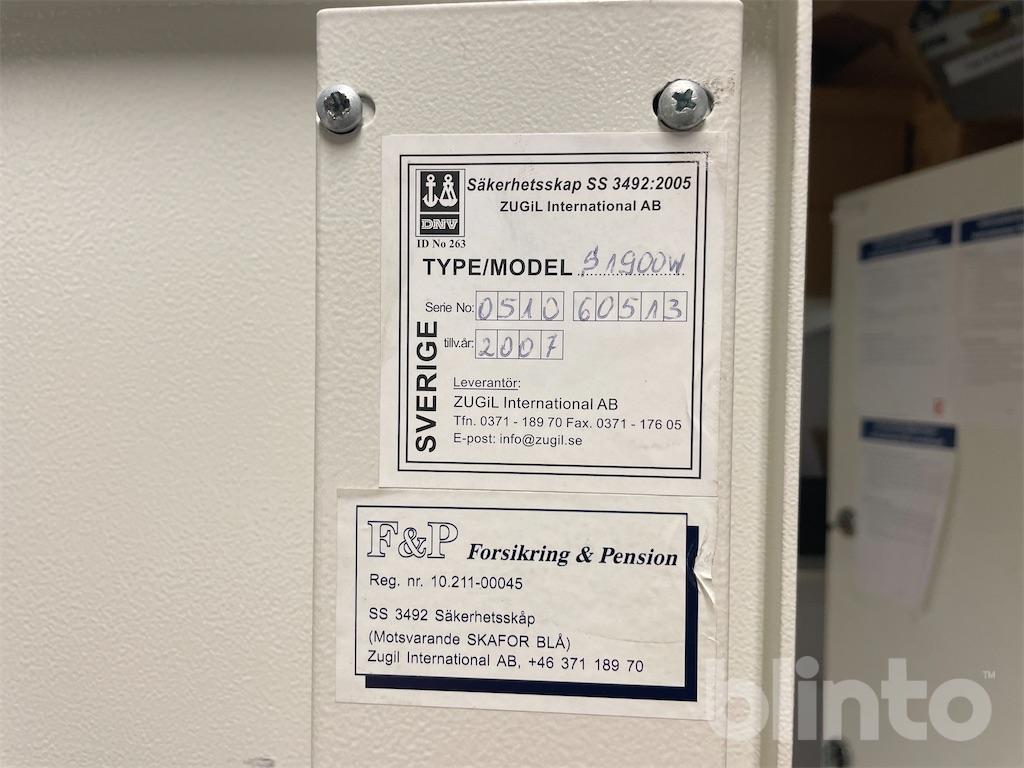 Säkerhetsskap SS 3492:2005
ZUGiL International AB
DNV
ID No 263
TYPE/MODEL S1900W
Serie No: 0510 60513
tillv.år: 2007
SVERIGE
Leverantör:
ZUGiL International AB
Tfn. 0371 - 189 70 Fax. 0371 - 176 05
E-post: info@zugil.se
F&P Forsikring & Pension
Reg. nr. 10.211-00045
SS 3492 Säkerhetsskåp
(Motsvarande SKAFOR BLÅ)
Zugil International AB, +46 371 189 70
blinto™